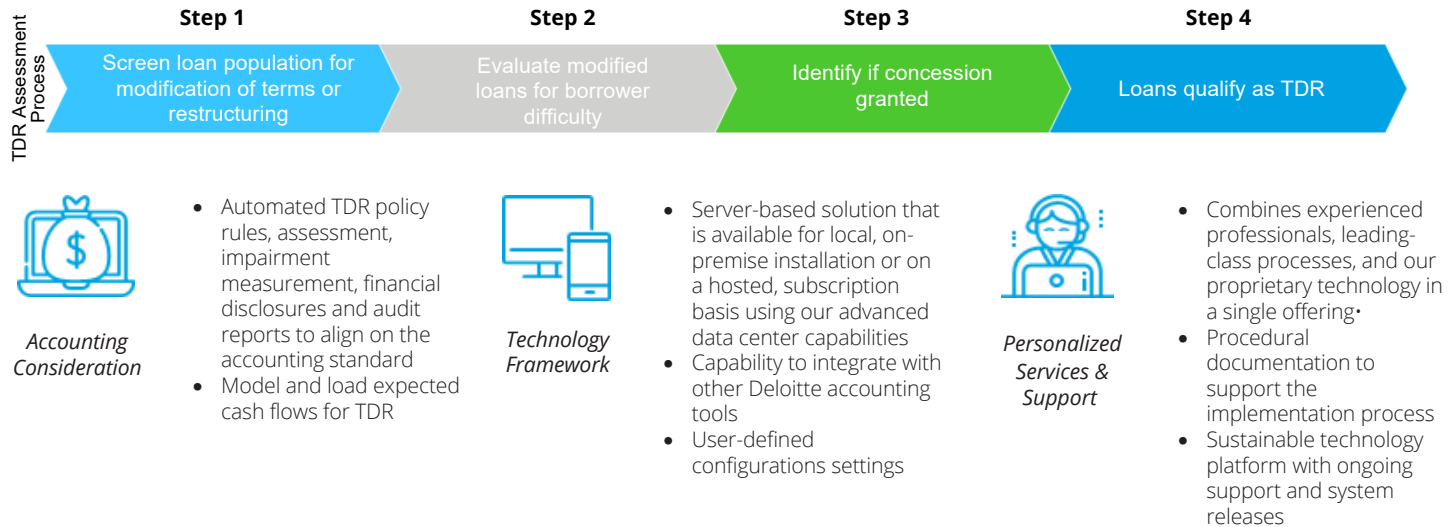 Step 1
Step 2
Step 3
Step 4
TDR Assessment
Process
Screen loan population for
modification of terms or
restructuring
Evaluate modified
loans for borrower
difficulty
Identify if concession
granted
Loans qualify as TDR
$
Accounting
Consideration
• Automated TDR policy
rules, assessment,
impairment
measurement, financial
disclosures and audit
reports to align on the
accounting standard
• Model and load expected
cash flows for TDR
Technology
Framework
• Server-based solution that
is available for local, on-
premise installation or on
a hosted, subscription
basis using our advanced
data center capabilities
• Capability to integrate with
other Deloitte accounting
tools
• User-defined
configurations settings
Personalized
Services &
Support
• Combines experienced
professionals, leading-
class processes, and our
proprietary technology in
a single offering•
• Procedural
documentation to
support the
implementation process
• Sustainable technology
platform with ongoing
support and system
releases